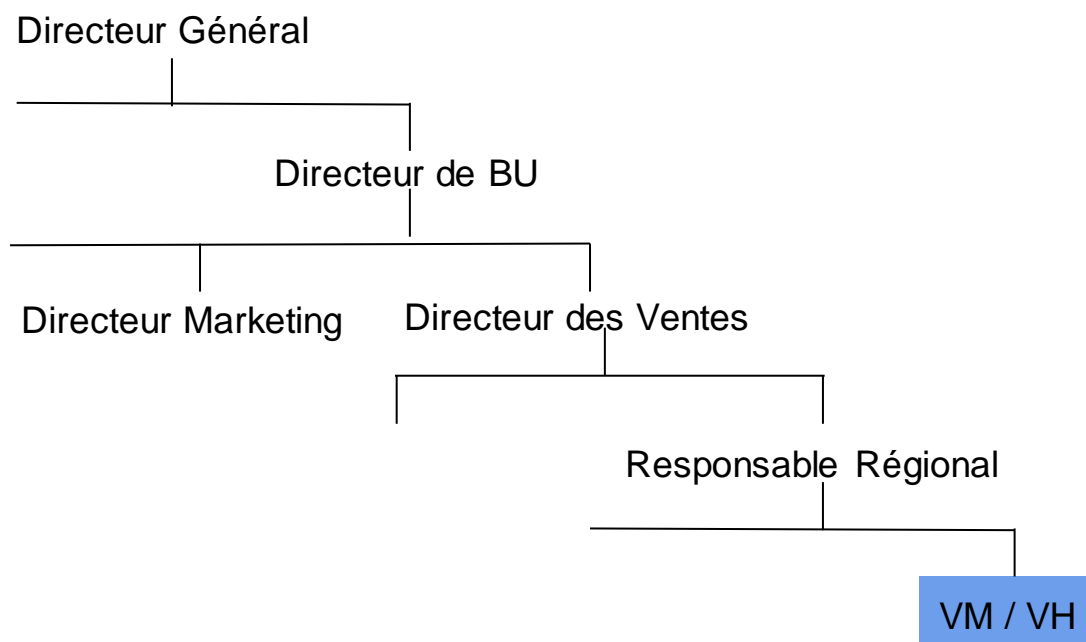 Directeur Général
Directeur de BU
Directeur Marketing
Directeur des Ventes
Responsable Régional
VM / VH